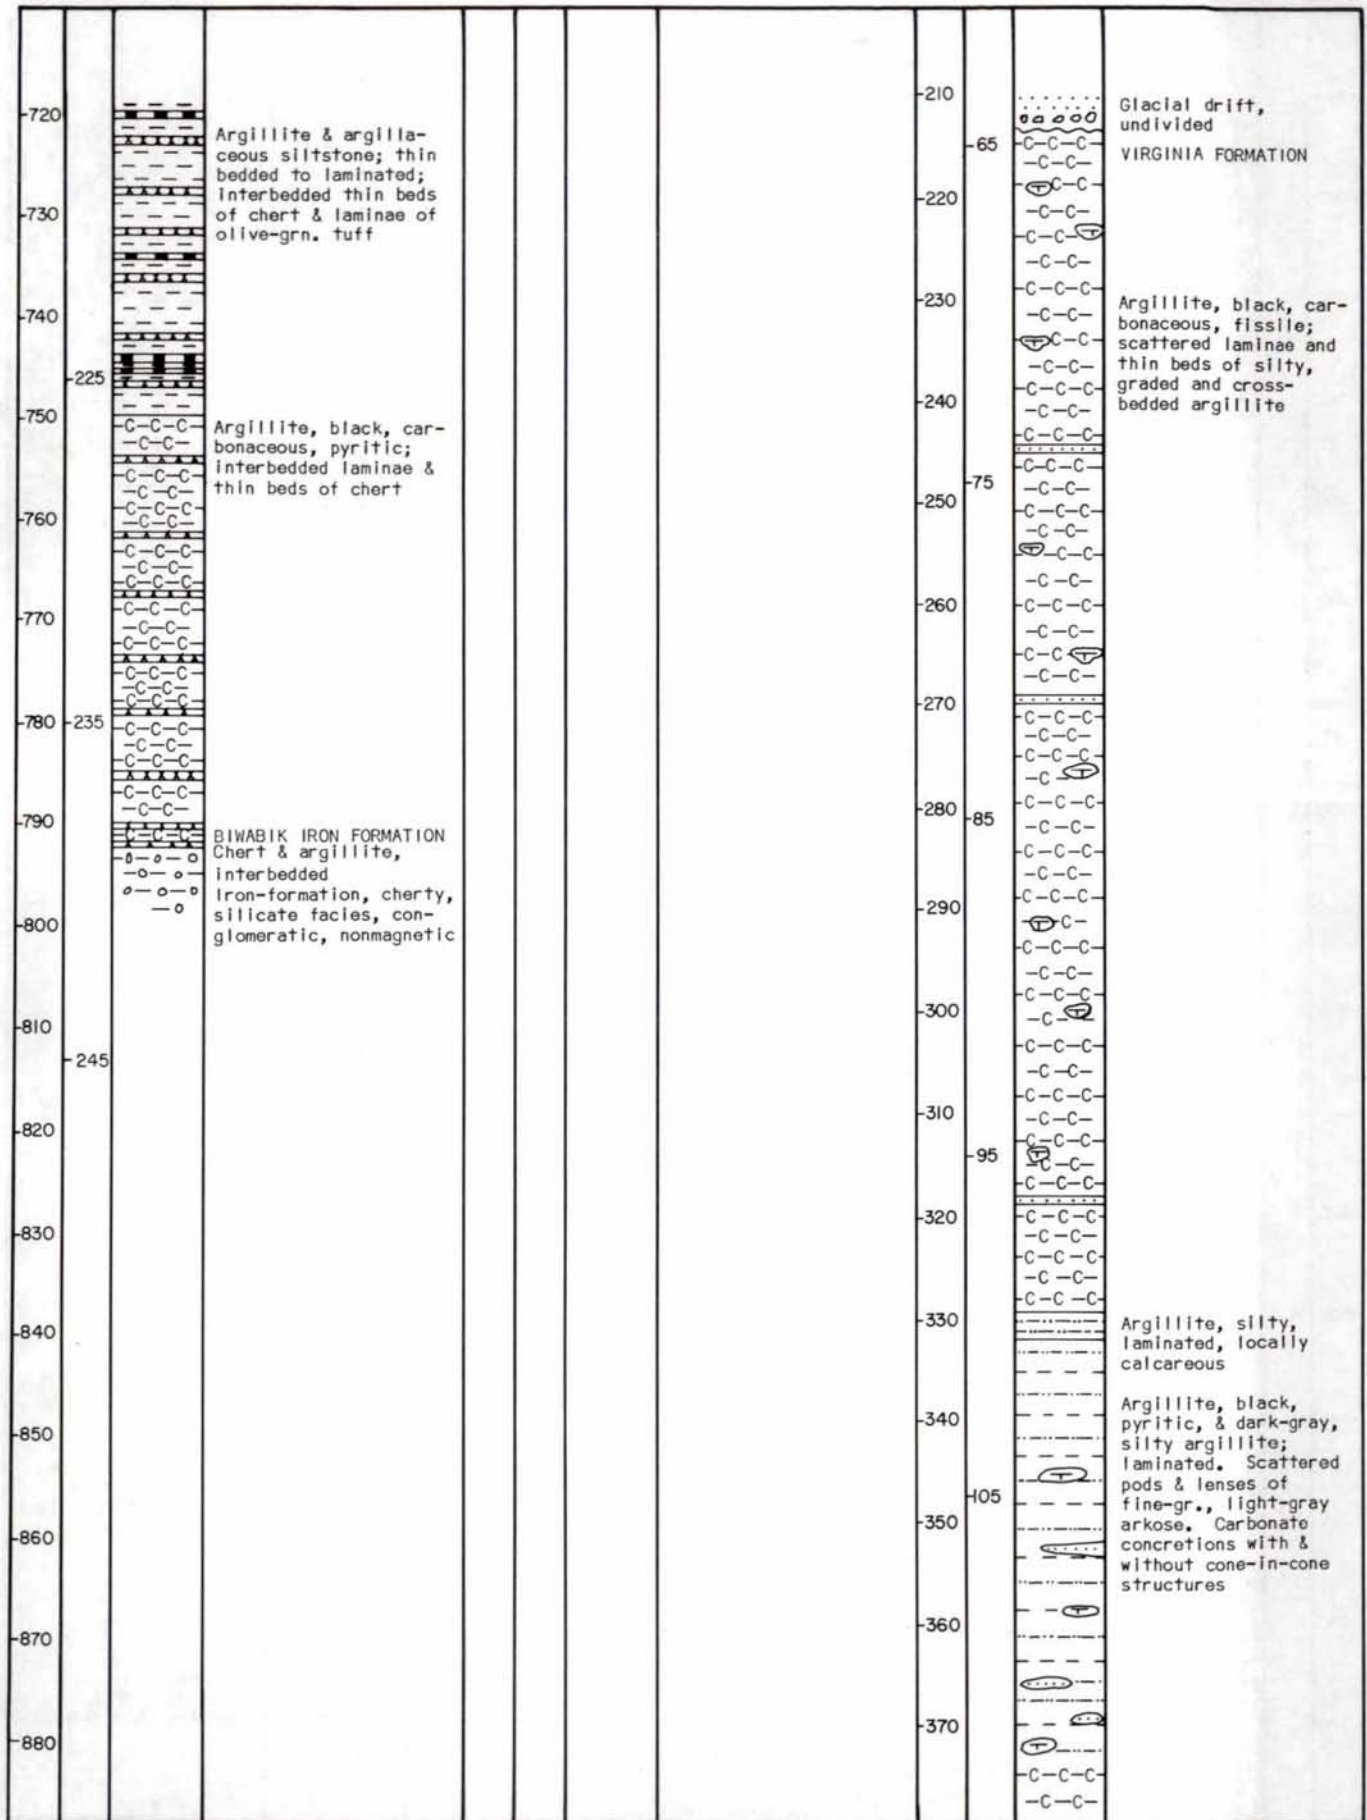 720
730
740
750
760
770
780
790
800
810
820
830
840
850
860
870
880
225
235
245
Argillite & argilla-
ceous siltstone; thin
bedded to laminated;
interbedded thin beds
of chert & laminae of
olive-grn. tuff
Argillite, black, car-
bonaceous, pyritic;
interbedded laminae &
thin beds of chert
BIWABIK IRON FORMATION
Chert & argillite,
interbedded
Iron-formation, cherty,
silicate facies, con-
glomeratic, nonmagnetic
210
220
230
240
250
260
270
280
290
300
310
320
330
340
350
360
370
65
75
85
95
105
Glacial drift,
undivided
VIRGINIA FORMATION
Argillite, black, car-
bonaceous, fissile;
scattered laminae and
thin beds of silty,
graded and cross-
bedded argillite
Argillite, silty,
laminated, locally
calcareous
Argillite, black,
pyritic, & dark-gray,
silty argillite;
laminated. Scattered
pods & lenses of
fine-gr., light-gray
arkose. Carbonate
concretions with &
without cone-in-cone
structures